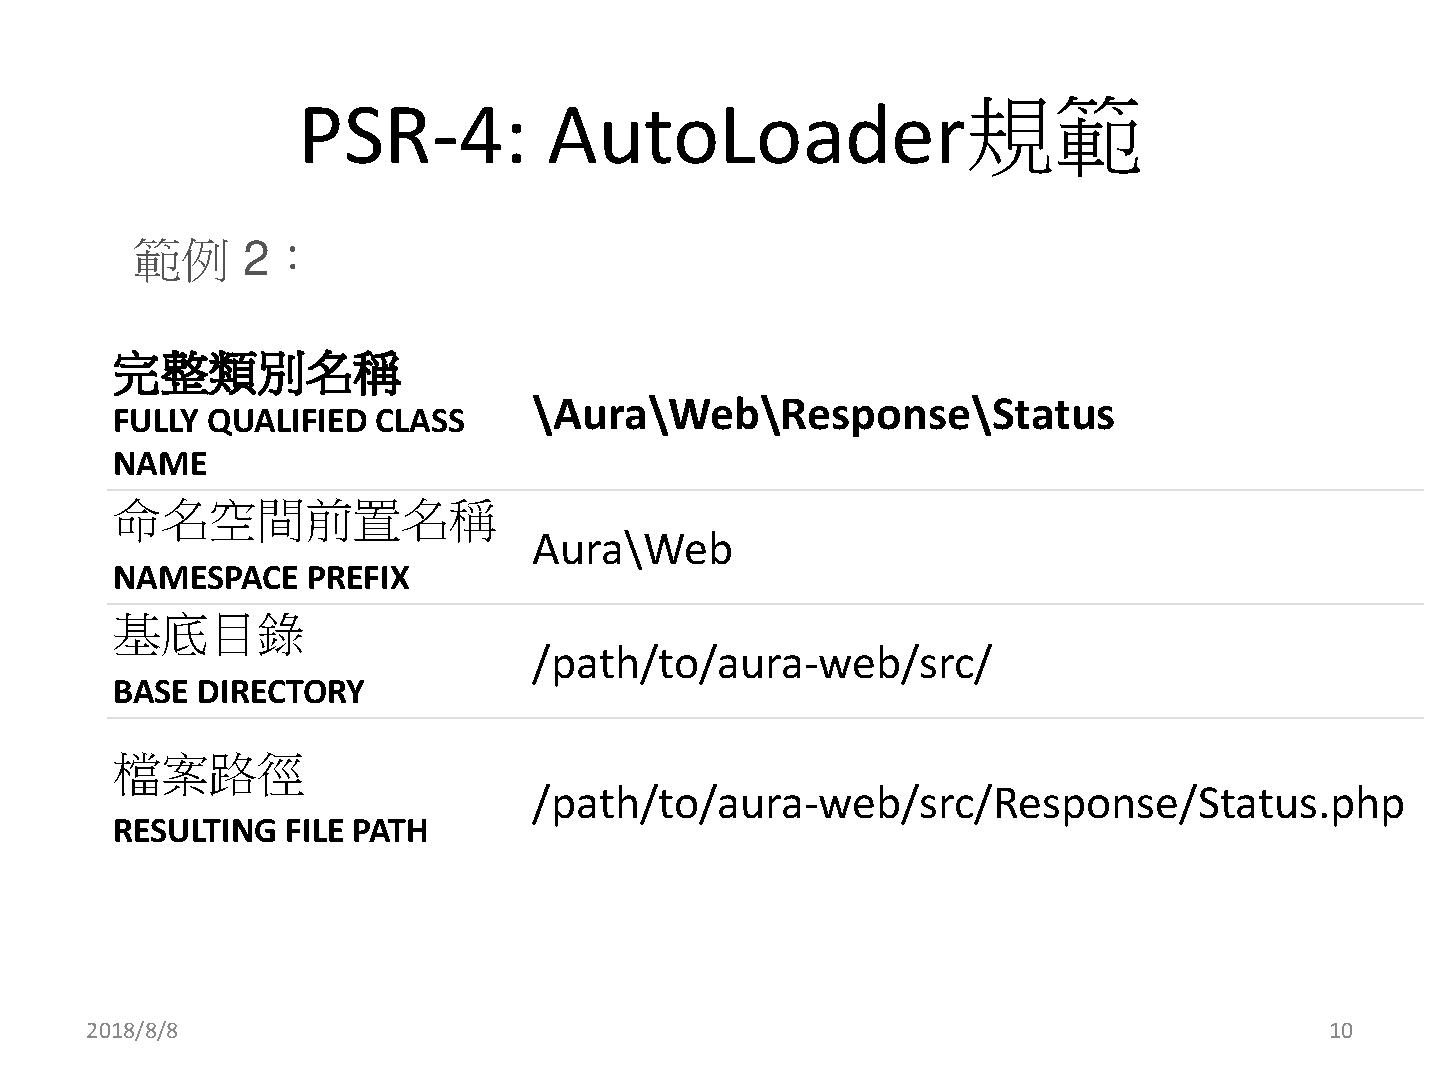 PSR-4: AutoLoader規範
範例 2：
完整類別名稱
FULLY QUALIFIED CLASS
NAME
\Aura\Web\Response\Status
命名空間前置名稱
NAMESPACE PREFIX
Aura\Web
基底目錄
BASE DIRECTORY
/path/to/aura-web/src/
檔案路徑
RESULTING FILE PATH
/path/to/aura-web/src/Response/Status.php
2018/8/8
10